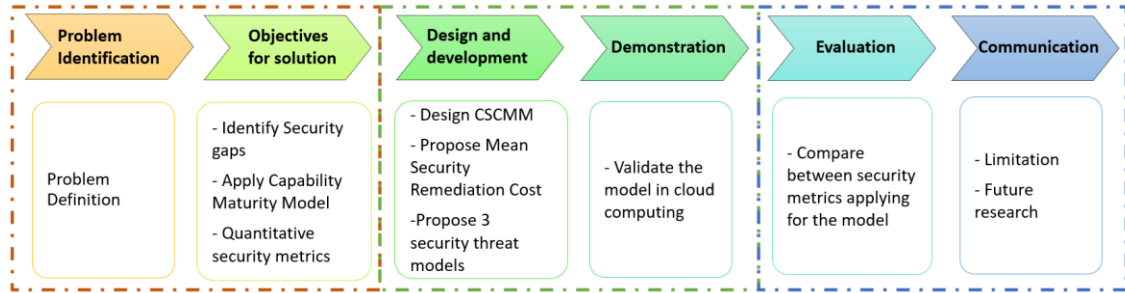 Problem
Identification
Objectives
for solution
Design and
development
Demonstration
Evaluation
Communication
Problem
Definition
- Identify Security
gaps
- Apply Capability
Maturity Model
- Quantitative
security metrics
- Design CSCMM
- Propose Mean
Security
Remediation Cost
-Propose 3
security threat
models
- Validate the
model in cloud
computing
- Compare
between security
metrics applying
for the model
- Limitation
- Future
research